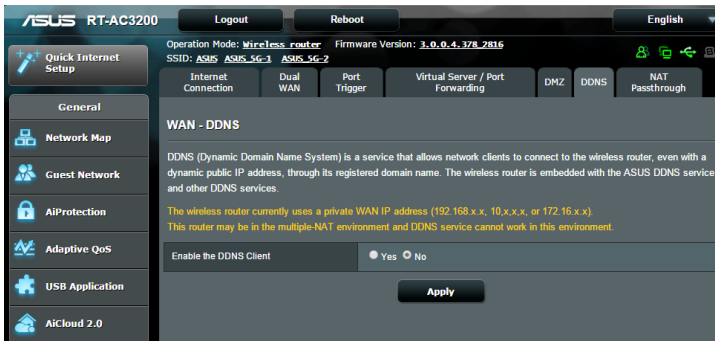 ASUS RT-AC3200 Logout Reboot English
Operation Mode: Wireless router Firmware Version: 3.0.0.4.378_2816
SSID: ASUS ASUS_5G-1 ASUS_5G-2
Quick Internet
Setup
General
Network Map
Guest Network
AiProtection
Adaptive QoS
USB Application
AiCloud 2.0
Internet
Connection
Dual
WAN
Port
Trigger
Virtual Server / Port
Forwarding
DMZ
DDNS
NAT
Passthrough
WAN - DDNS
DDNS (Dynamic Domain Name System) is a service that allows network clients to connect to the wireless router, even with a
dynamic public IP address, through its registered domain name. The wireless router is embedded with the ASUS DDNS service
and other DDNS services.
The wireless router currently uses a private WAN IP address (192.168.x.x, 10,x,x,x, or 172.16.x.x).
This router may be in the multiple-NAT environment and DDNS service cannot work in this environment.
Enable the DDNS Client Yes No
Apply